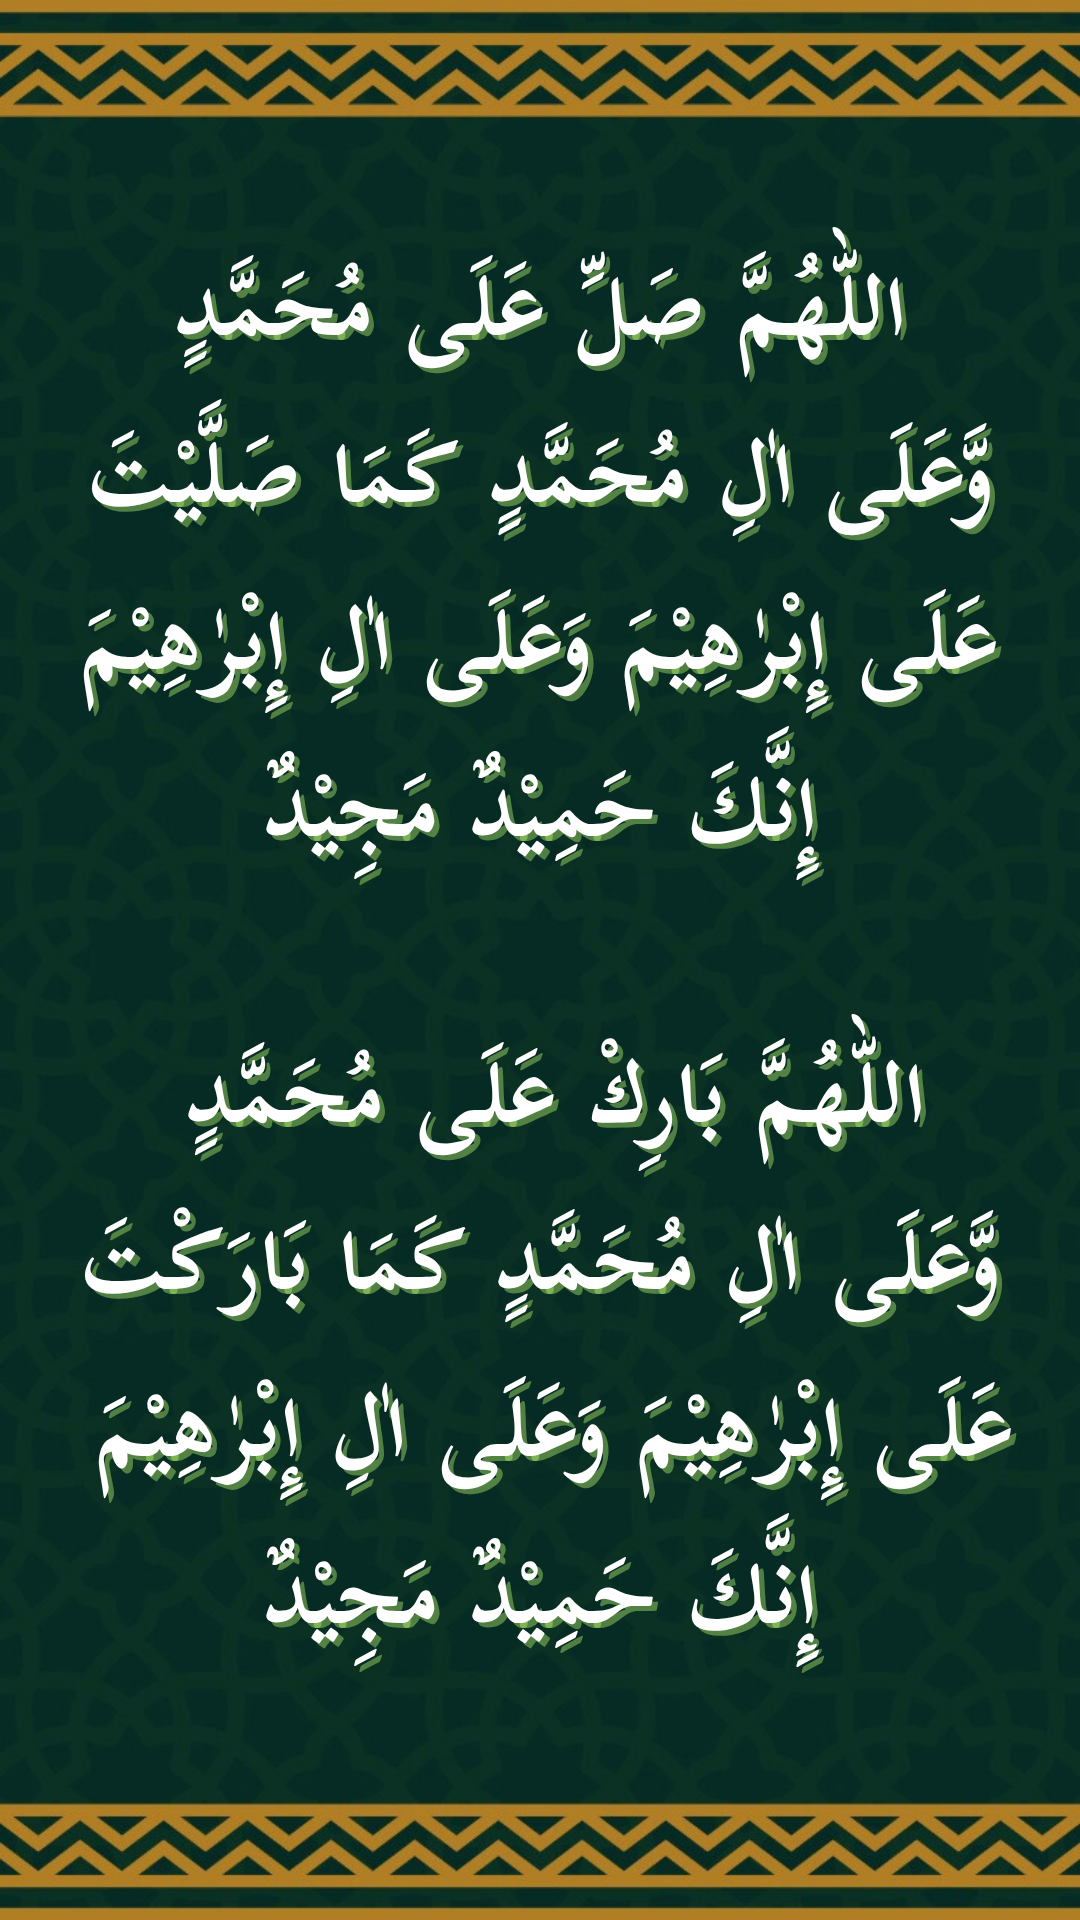 اللّٰهُمَّ صَلِّ عَلَى مُحَمَّدٍ
وَّعَلَى اٰلِ مُحَمَّدٍ كَمَا صَلَّيْتَ
عَلَى إِبْرٰهِيْمَ وَعَلَى اٰلِ إِبْرٰهِيْمَ
إِنَّكَ حَمِيْدٌ مَجِيْدٌ
اللّٰهُمَّ بَارِكْ عَلَى مُحَمَّدٍ
وَّعَلَى اٰلِ مُحَمَّدٍ كَمَا بَارَكْتَ
عَلَى إِبْرٰهِيْمَ وَعَلَى اٰلِ إِبْرٰهِيْمَ
إِنَّكَ حَمِيْدٌ مَجِيْدٌ